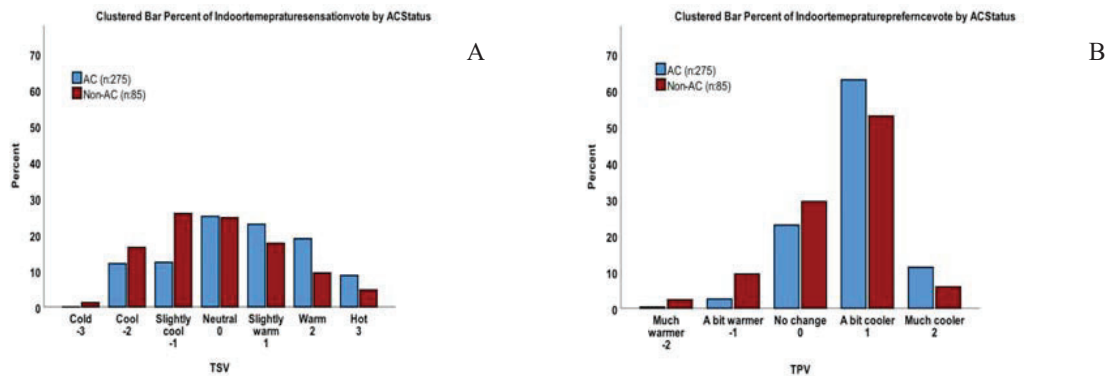 Clustered Bar Percent of Indoortemepraturesensationvote by ACStatus
A
AC (n:275)
Non-AC (n:85)
Percent
70
60
50
40
30
20
10
0
Cold -3
Cool -2
Slightly cool -1
Neutral 0
Slightly warm 1
Warm 2
Hot 3
TSV
Clustered Bar Percent of Indoortemepraturepreferncevote by ACStatus
B
AC (n:275)
Non-AC (n:85)
Percent
70
60
50
40
30
20
10
0
Much warmer -2
A bit warmer -1
No change 0
A bit cooler 1
Much cooler 2
TPV